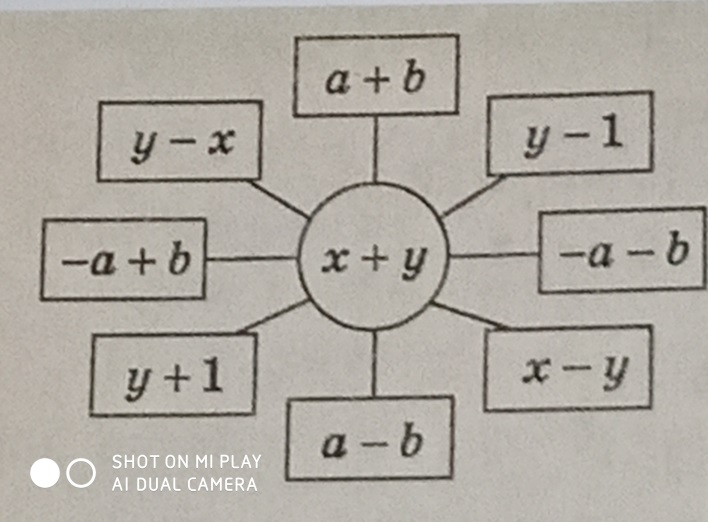 a + b
y − x
y − 1
−a + b
x + y
−a − b
y + 1
x − y
a − b
SHOT ON MI PLAY
AI DUAL CAMERA